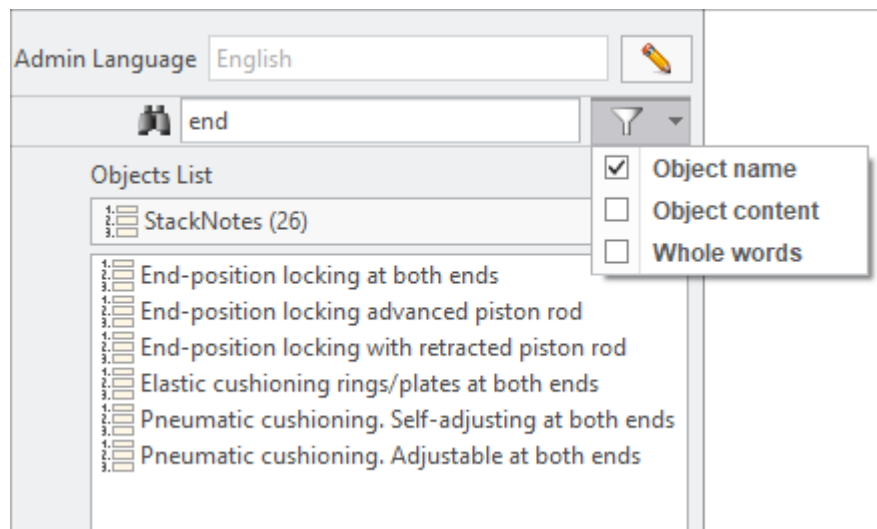 Admin Language English
end
Objects List
StackNotes (26)
Object name
Object content
Whole words
End-position locking at both ends
End-position locking advanced piston rod
End-position locking with retracted piston rod
Elastic cushioning rings/plates at both ends
Pneumatic cushioning. Self-adjusting at both ends
Pneumatic cushioning. Adjustable at both ends